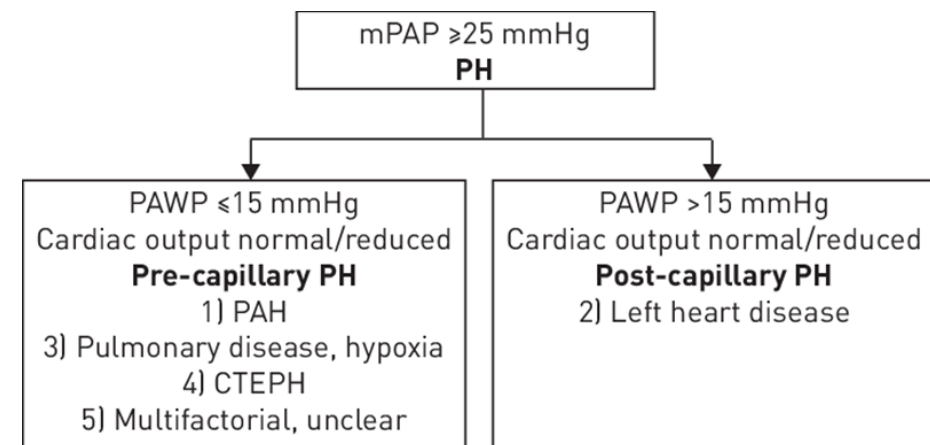 mPAP ⩾25 mmHg
PH
PAWP ⩽15 mmHg
Cardiac output normal/reduced
Pre-capillary PH
1) PAH
3) Pulmonary disease, hypoxia
4) CTEPH
5) Multifactorial, unclear
PAWP >15 mmHg
Cardiac output normal/reduced
Post-capillary PH
2) Left heart disease